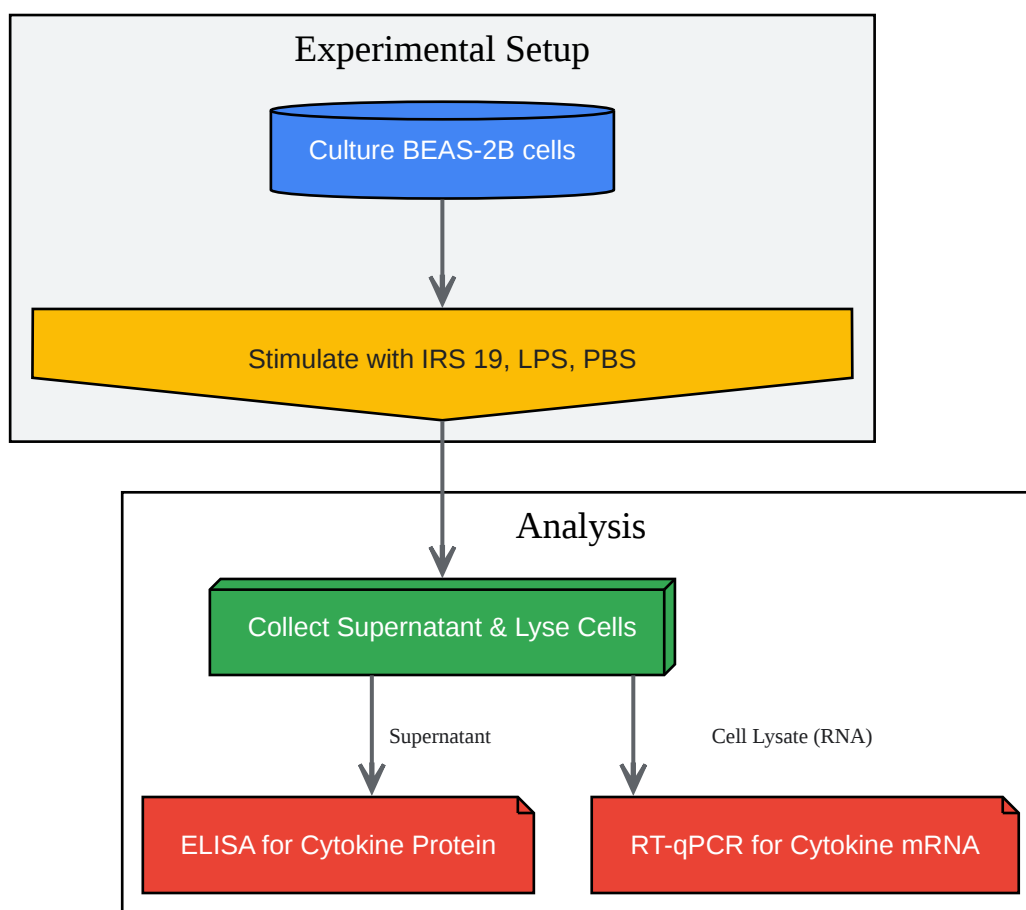 Experimental Setup
Culture BEAS-2B cells
Stimulate with IRS 19, LPS, PBS
Analysis
Collect Supernatant & Lyse Cells
Supernatant
Cell Lysate (RNA)
ELISA for Cytokine Protein
RT-qPCR for Cytokine mRNA